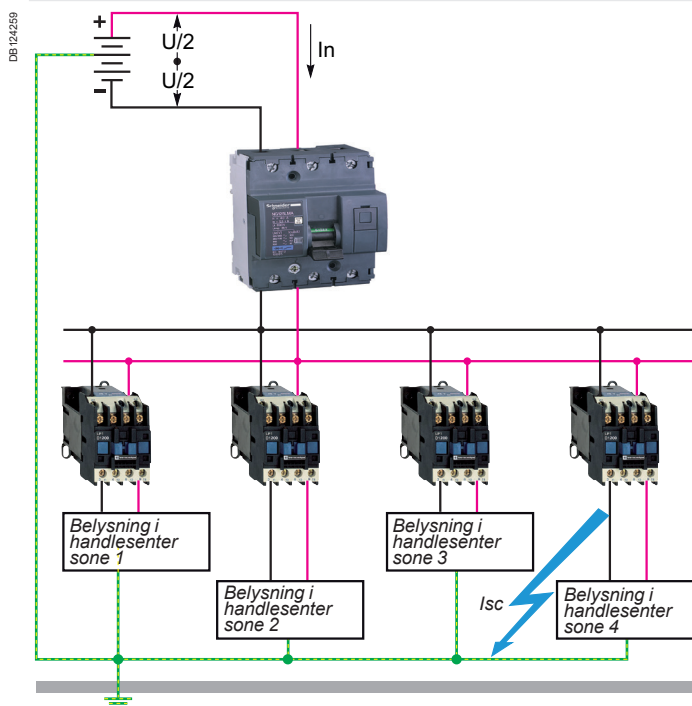 DB124259
+
U/2
U/2
-
In
Schneider
Belysning i
handlesenter
sone 1
Belysning i
handlesenter
sone 2
Belysning i
handlesenter
sone 3
Isc
Belysning i
handlesenter
sone 4